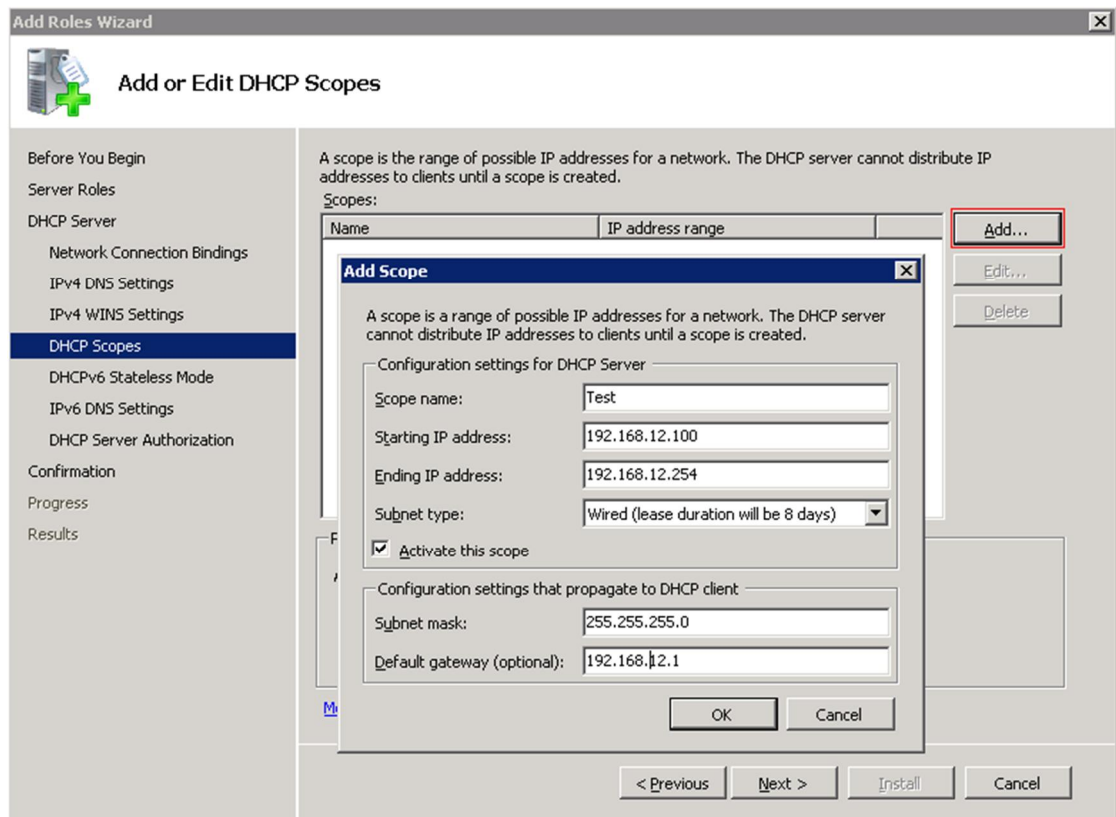 Add Roles Wizard
Add or Edit DHCP Scopes
Before You Begin
Server Roles
DHCP Server
Network Connection Bindings
IPv4 DNS Settings
IPv4 WINS Settings
DHCP Scopes
DHCPv6 Stateless Mode
IPv6 DNS Settings
DHCP Server Authorization
Confirmation
Progress
Results
A scope is the range of possible IP addresses for a network. The DHCP server cannot distribute IP
addresses to clients until a scope is created.
Scopes:
Name IP address range
Add...
Edit...
Delete
Add Scope
A scope is a range of possible IP addresses for a network. The DHCP server
cannot distribute IP addresses to clients until a scope is created.
Configuration settings for DHCP Server
Scope name: Test
Starting IP address: 192.168.12.100
Ending IP address: 192.168.12.254
Subnet type: Wired (lease duration will be 8 days)
Activate this scope
Configuration settings that propagate to DHCP client
Subnet mask: 255.255.255.0
Default gateway (optional): 192.168.12.1
OK Cancel
< Previous Next > Install Cancel